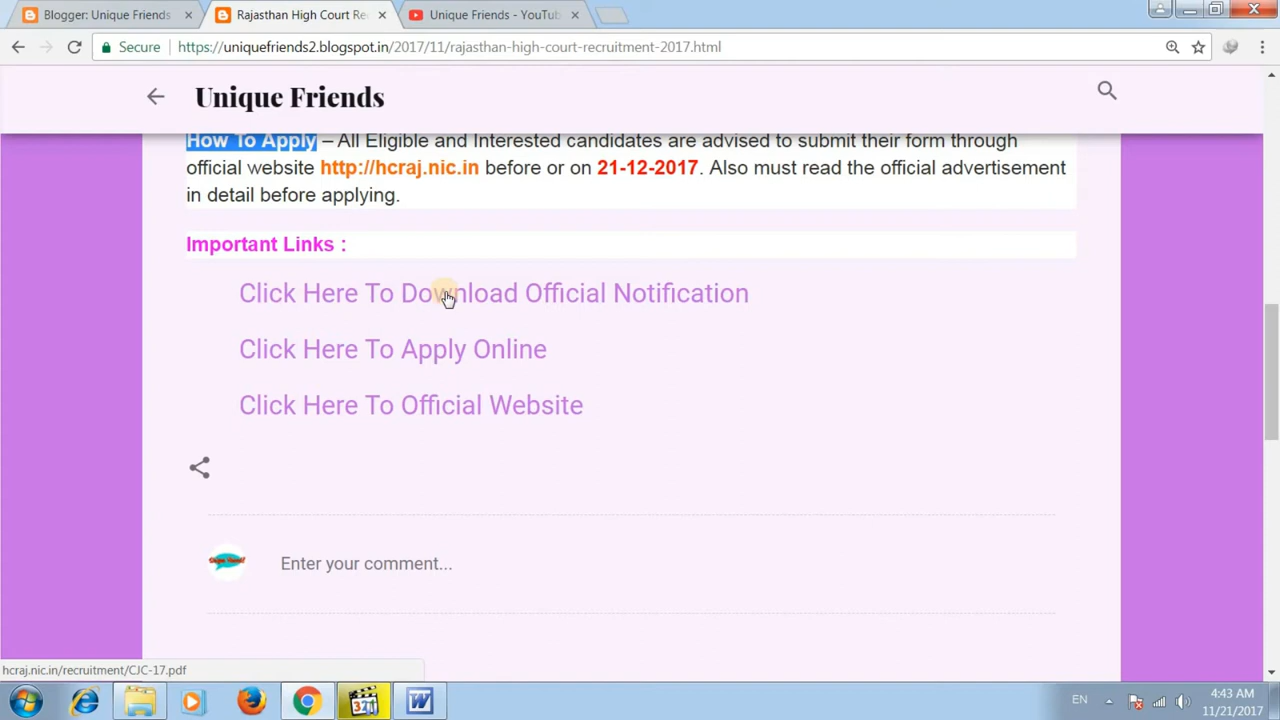 Blogger: Unique Friends
Rajasthan High Court Re
Unique Friends - YouTub
Secure
https://uniquefriends2.blogspot.in/2017/11/rajasthan-high-court-recruitment-2017.html
Unique Friends
How To Apply – All Eligible and Interested candidates are advised to submit their form through
official website http://hcraj.nic.in before or on 21-12-2017. Also must read the official advertisement
in detail before applying.
Important Links :
Click Here To Download Official Notification
Click Here To Apply Online
Click Here To Official Website
Enter your comment...
hcraj.nic.in/recruitment/CJC-17.pdf
321
EN
4:43 AM
11/21/2017